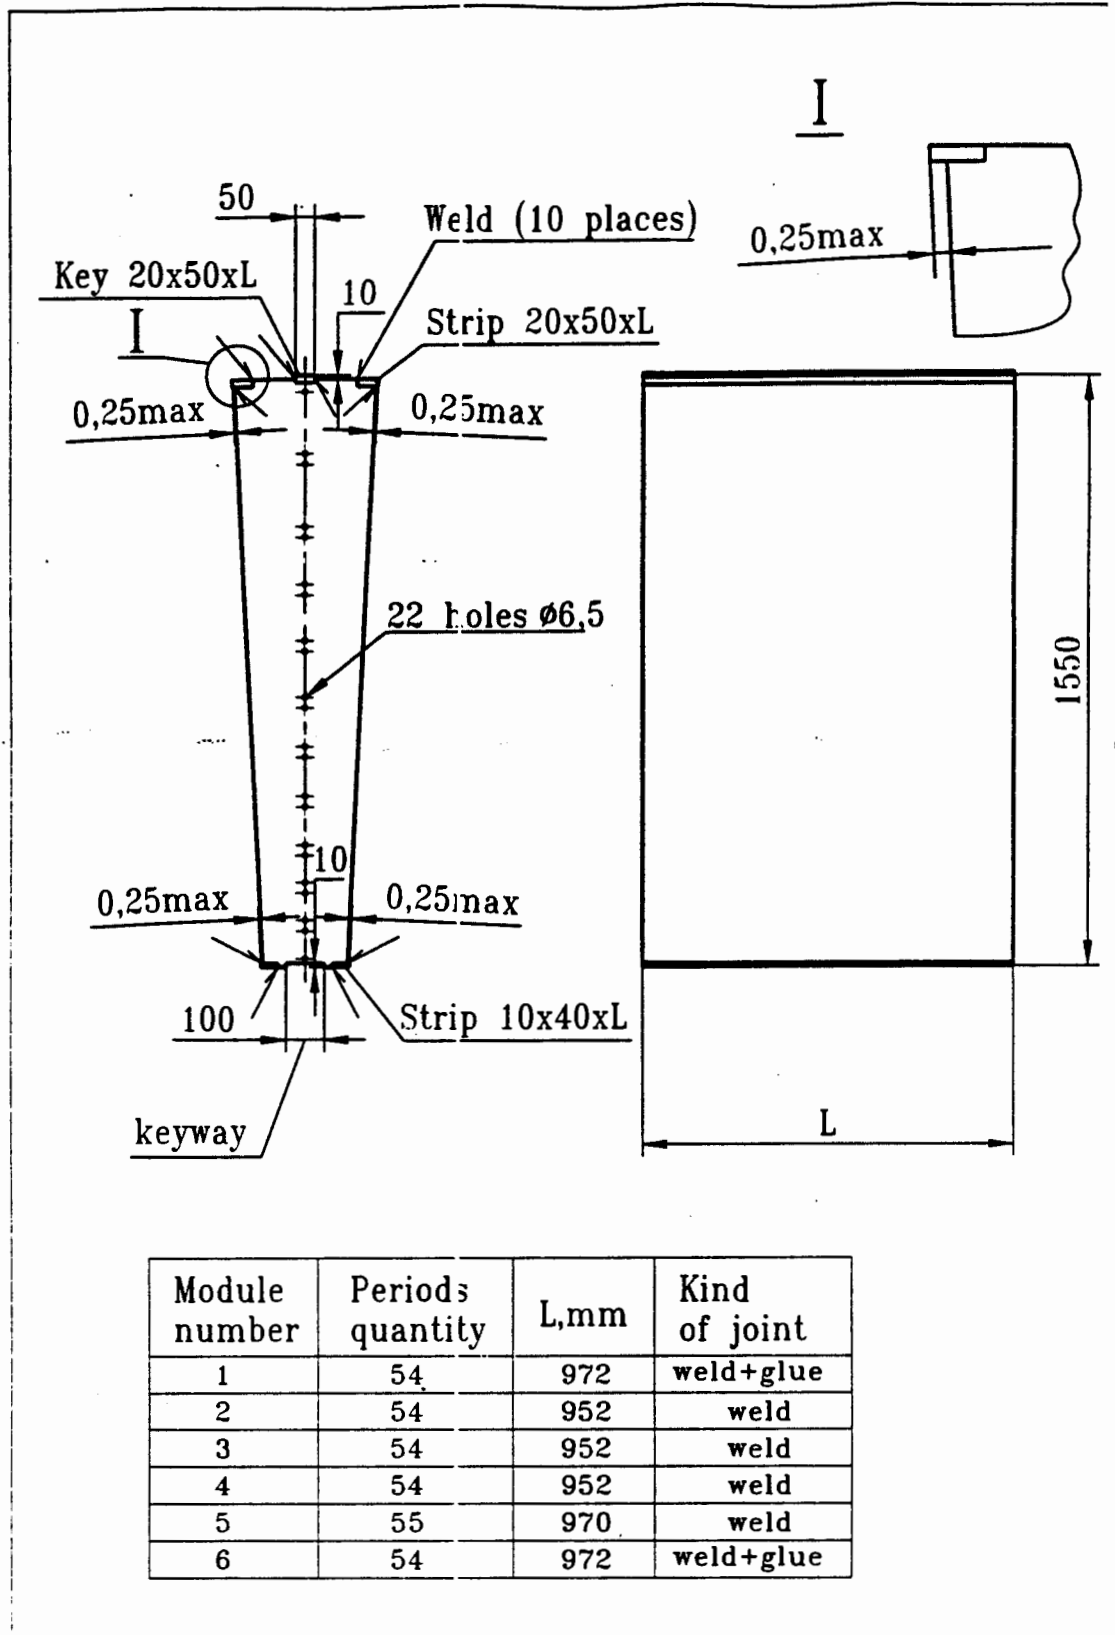 I
50
Weld (10 places)
0,25max
Key 20x50xL
10
I
Strip 20x50xL
0,25max
0,25max
22 holes ø6,5
1550
10
0,25max
0,25max
100
Strip 10x40xL
keyway
L
Module number | Periods quantity | L,mm | Kind of joint
1 | 54 | 972 | weld+glue
2 | 54 | 952 | weld
3 | 54 | 952 | weld
4 | 54 | 952 | weld
5 | 55 | 970 | weld
6 | 54 | 972 | weld+glue